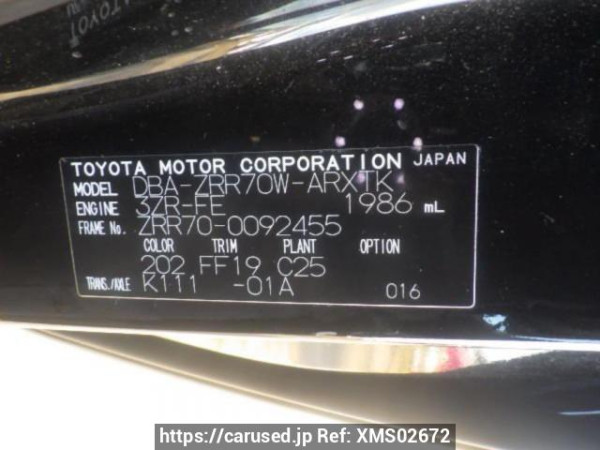 TOYOTA MOTOR CORPORATION JAPAN
MODEL DBA-ZRR70W-ARXTK
ENGINE 3ZR-FE 1986 mL
FRAME No. ZRR70-0092455
COLOR TRIM PLANT OPTION
202 FF19 C25
TRANS./AXLE K111 -01A 016
https://carused.jp Ref: XMS02672